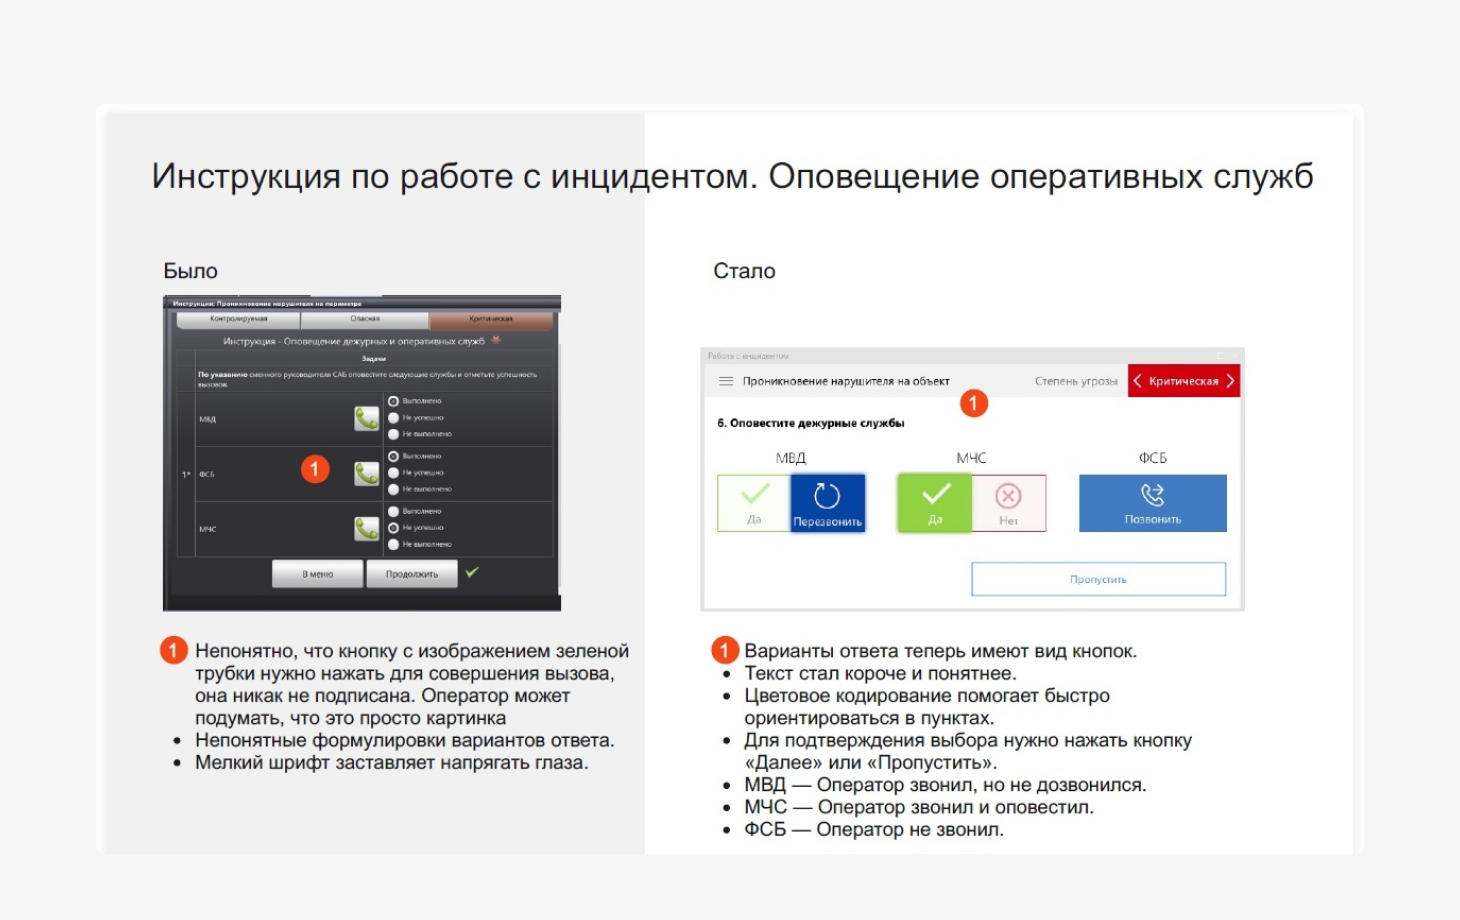 Инструкция по работе с инцидентом. Оповещение оперативных служб
Было
Инструкция: Проникновение нарушителя на периметре
Контролируемая
Опасная
Критическая
Инструкция - Оповещение дежурных и оперативных служб
Задачи
По указанию сменного руководителя САБ оповестите следующие службы и отметьте успешность
вызовов
МВД
Выполнено
Не успешно
Не выполнено
1*
ФСБ
1
Выполнено
Не успешно
Не выполнено
МЧС
Выполнено
Не успешно
Не выполнено
В меню
Продолжить
1 Непонятно, что кнопку с изображением зеленой
трубки нужно нажать для совершения вызова,
она никак не подписана. Оператор может
подумать, что это просто картинка
• Непонятные формулировки вариантов ответа.
• Мелкий шрифт заставляет напрягать глаза.
Стало
Работа с инцидентом
Проникновение нарушителя на объект
1
Степень угрозы
Критическая
6. Оповестите дежурные службы
МВД
МЧС
ФСБ
Да
Перезвонить
Да
Нет
Позвонить
Пропустить
1 Варианты ответа теперь имеют вид кнопок.
• Текст стал короче и понятнее.
• Цветовое кодирование помогает быстро
ориентироваться в пунктах.
• Для подтверждения выбора нужно нажать кнопку
«Далее» или «Пропустить».
• МВД — Оператор звонил, но не дозвонился.
• МЧС — Оператор звонил и оповестил.
• ФСБ — Оператор не звонил.